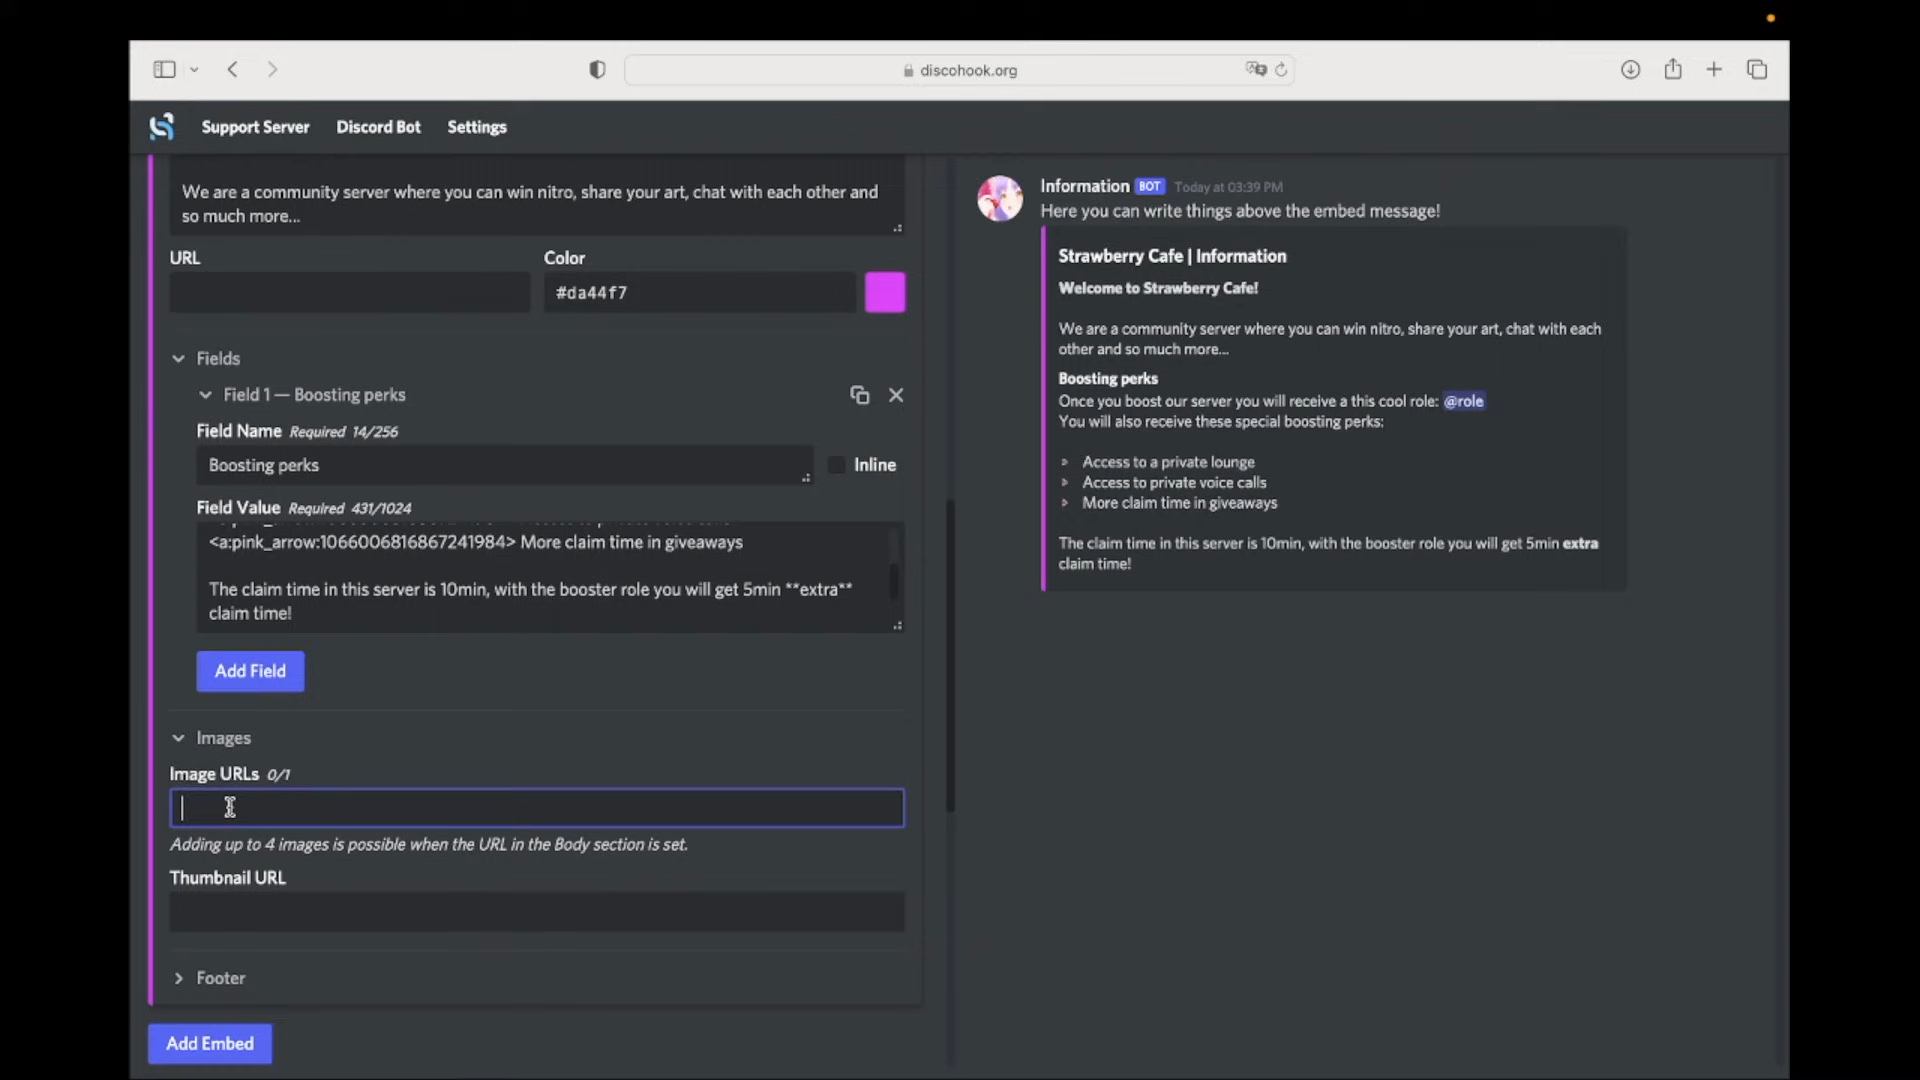 discohook.org
Support Server
Discord Bot
Settings
We are a community server where you can win nitro, share your art, chat with each other and
so much more...
URL
Color
#da44f7
Fields
Field 1 — Boosting perks
Field Name Required 14/256
Boosting perks
Inline
Field Value Required 431/1024
<a:pink_arrow:1066006816867241984> More claim time in giveaways
The claim time in this server is 10min, with the booster role you will get 5min **extra**
claim time!
Add Field
Images
Image URLs 0/1
Adding up to 4 images is possible when the URL in the Body section is set.
Thumbnail URL
Footer
Add Embed
Information BOT Today at 03:39 PM
Here you can write things above the embed message!
Strawberry Cafe | Information
Welcome to Strawberry Cafe!
We are a community server where you can win nitro, share your art, chat with each
other and so much more...
Boosting perks
Once you boost our server you will receive a this cool role: @role
You will also receive these special boosting perks:
Access to a private lounge
Access to private voice calls
More claim time in giveaways
The claim time in this server is 10min, with the booster role you will get 5min extra
claim time!